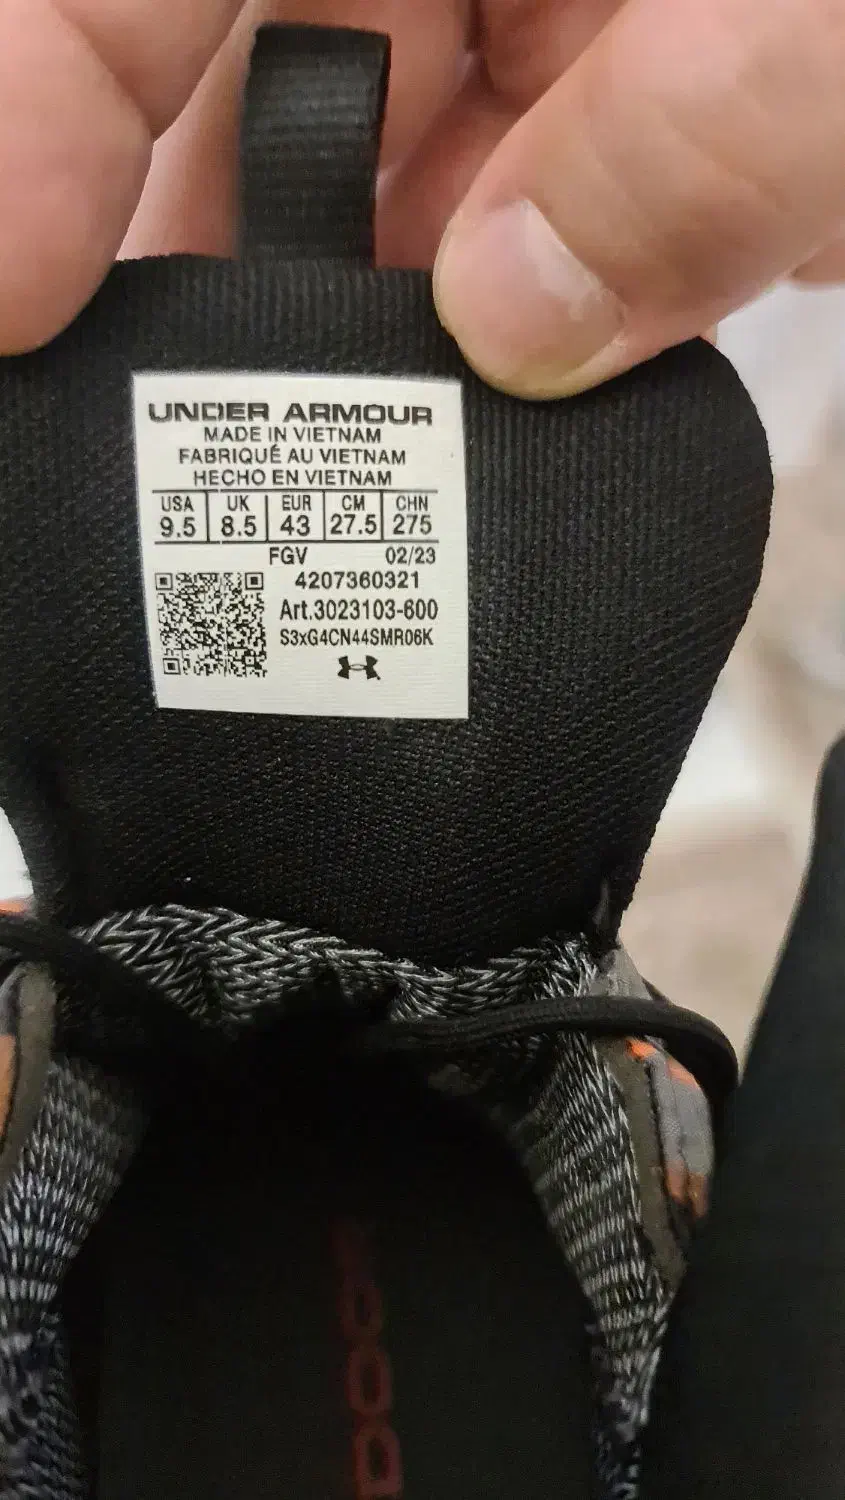 UNDER ARMOUR
MADE IN VIETNAM
FABRIQUÉ AU VIETNAM
HECHO EN VIETNAM
USA UK EUR CM CHN
9.5 8.5 43 27.5 275
FGV 02/23
4207360321
Art.3023103-600
S3xG4CN44SMR06K